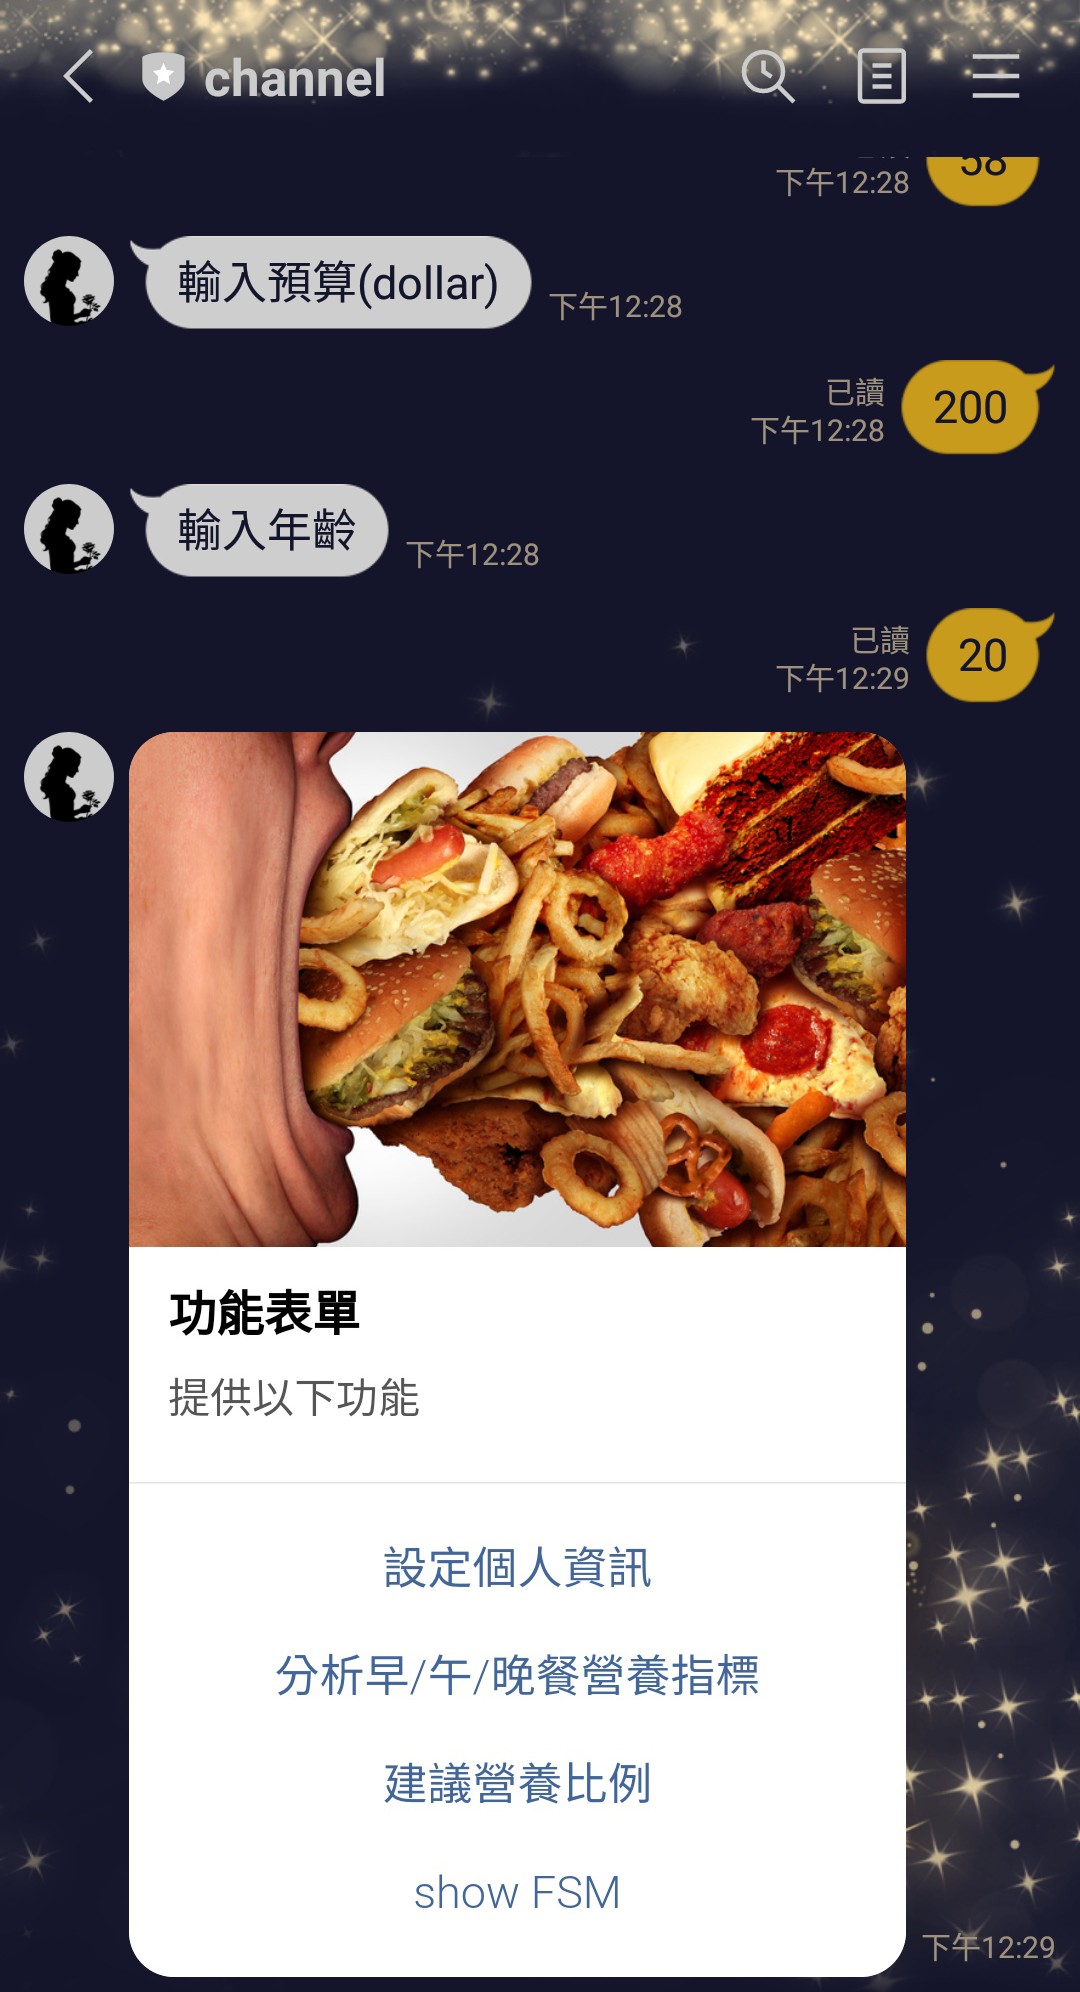 channel
58
下午12:28
輸入預算(dollar)
下午12:28
已讀
下午12:28
200
輸入年齡
下午12:28
已讀
下午12:29
20
功能表單
提供以下功能
設定個人資訊
分析早/午/晚餐營養指標
建議營養比例
show FSM
下午12:29